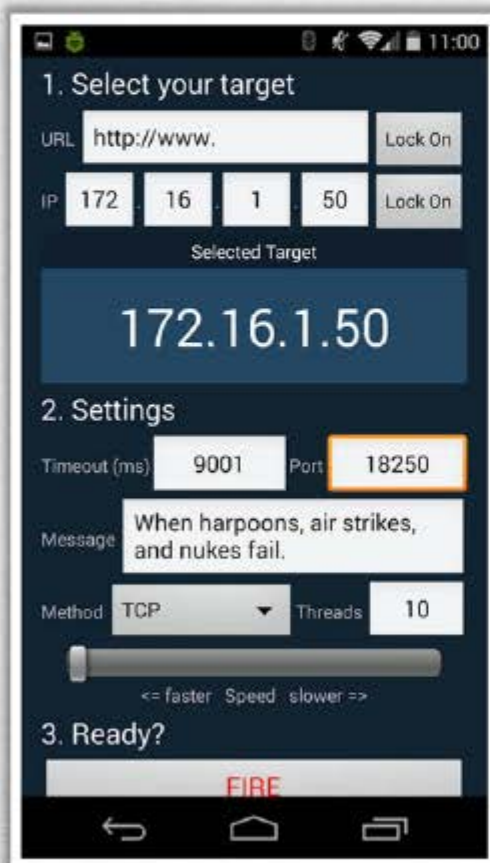 11:00
1. Select your target
URL http://www. Lock On
IP 172 . 16 . 1 . 50 Lock On
Selected Target
172.16.1.50
2. Settings
Timeout (ms) 9001 Port 18250
Message When harpoons, air strikes,
and nukes fail.
Method TCP Threads 10
<= faster Speed slower =>
3. Ready?
FIRE